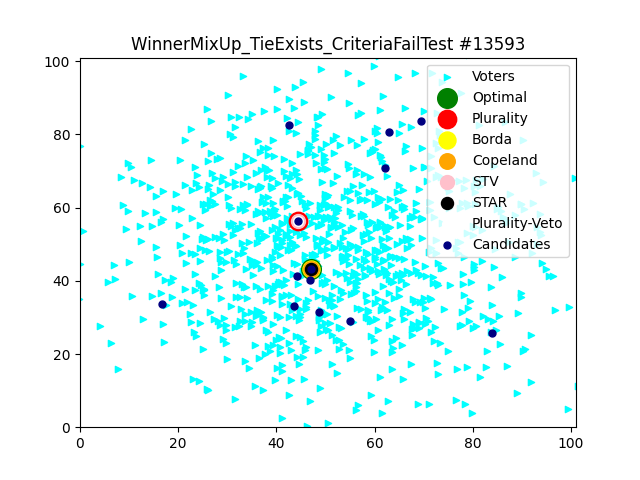 WinnerMixUp_TieExists_CriteriaFailTest #13593
100
80
60
40
20
0
0
20
40
60
80
100
Voters
Optimal
Plurality
Borda
Copeland
STV
STAR
Plurality-Veto
Candidates